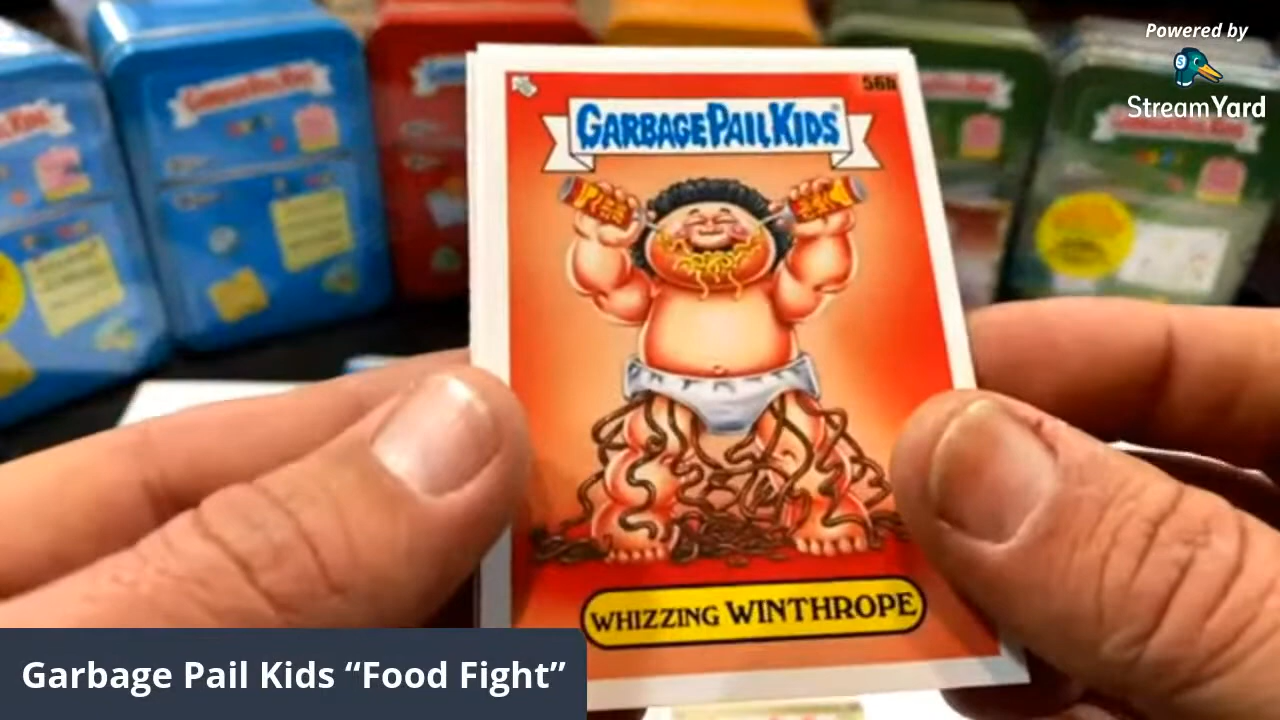 Powered by
StreamYard
56b
GARBAGE PAIL KIDS
WHIZZING WINTHROPE
Garbage Pail Kids “Food Fight”